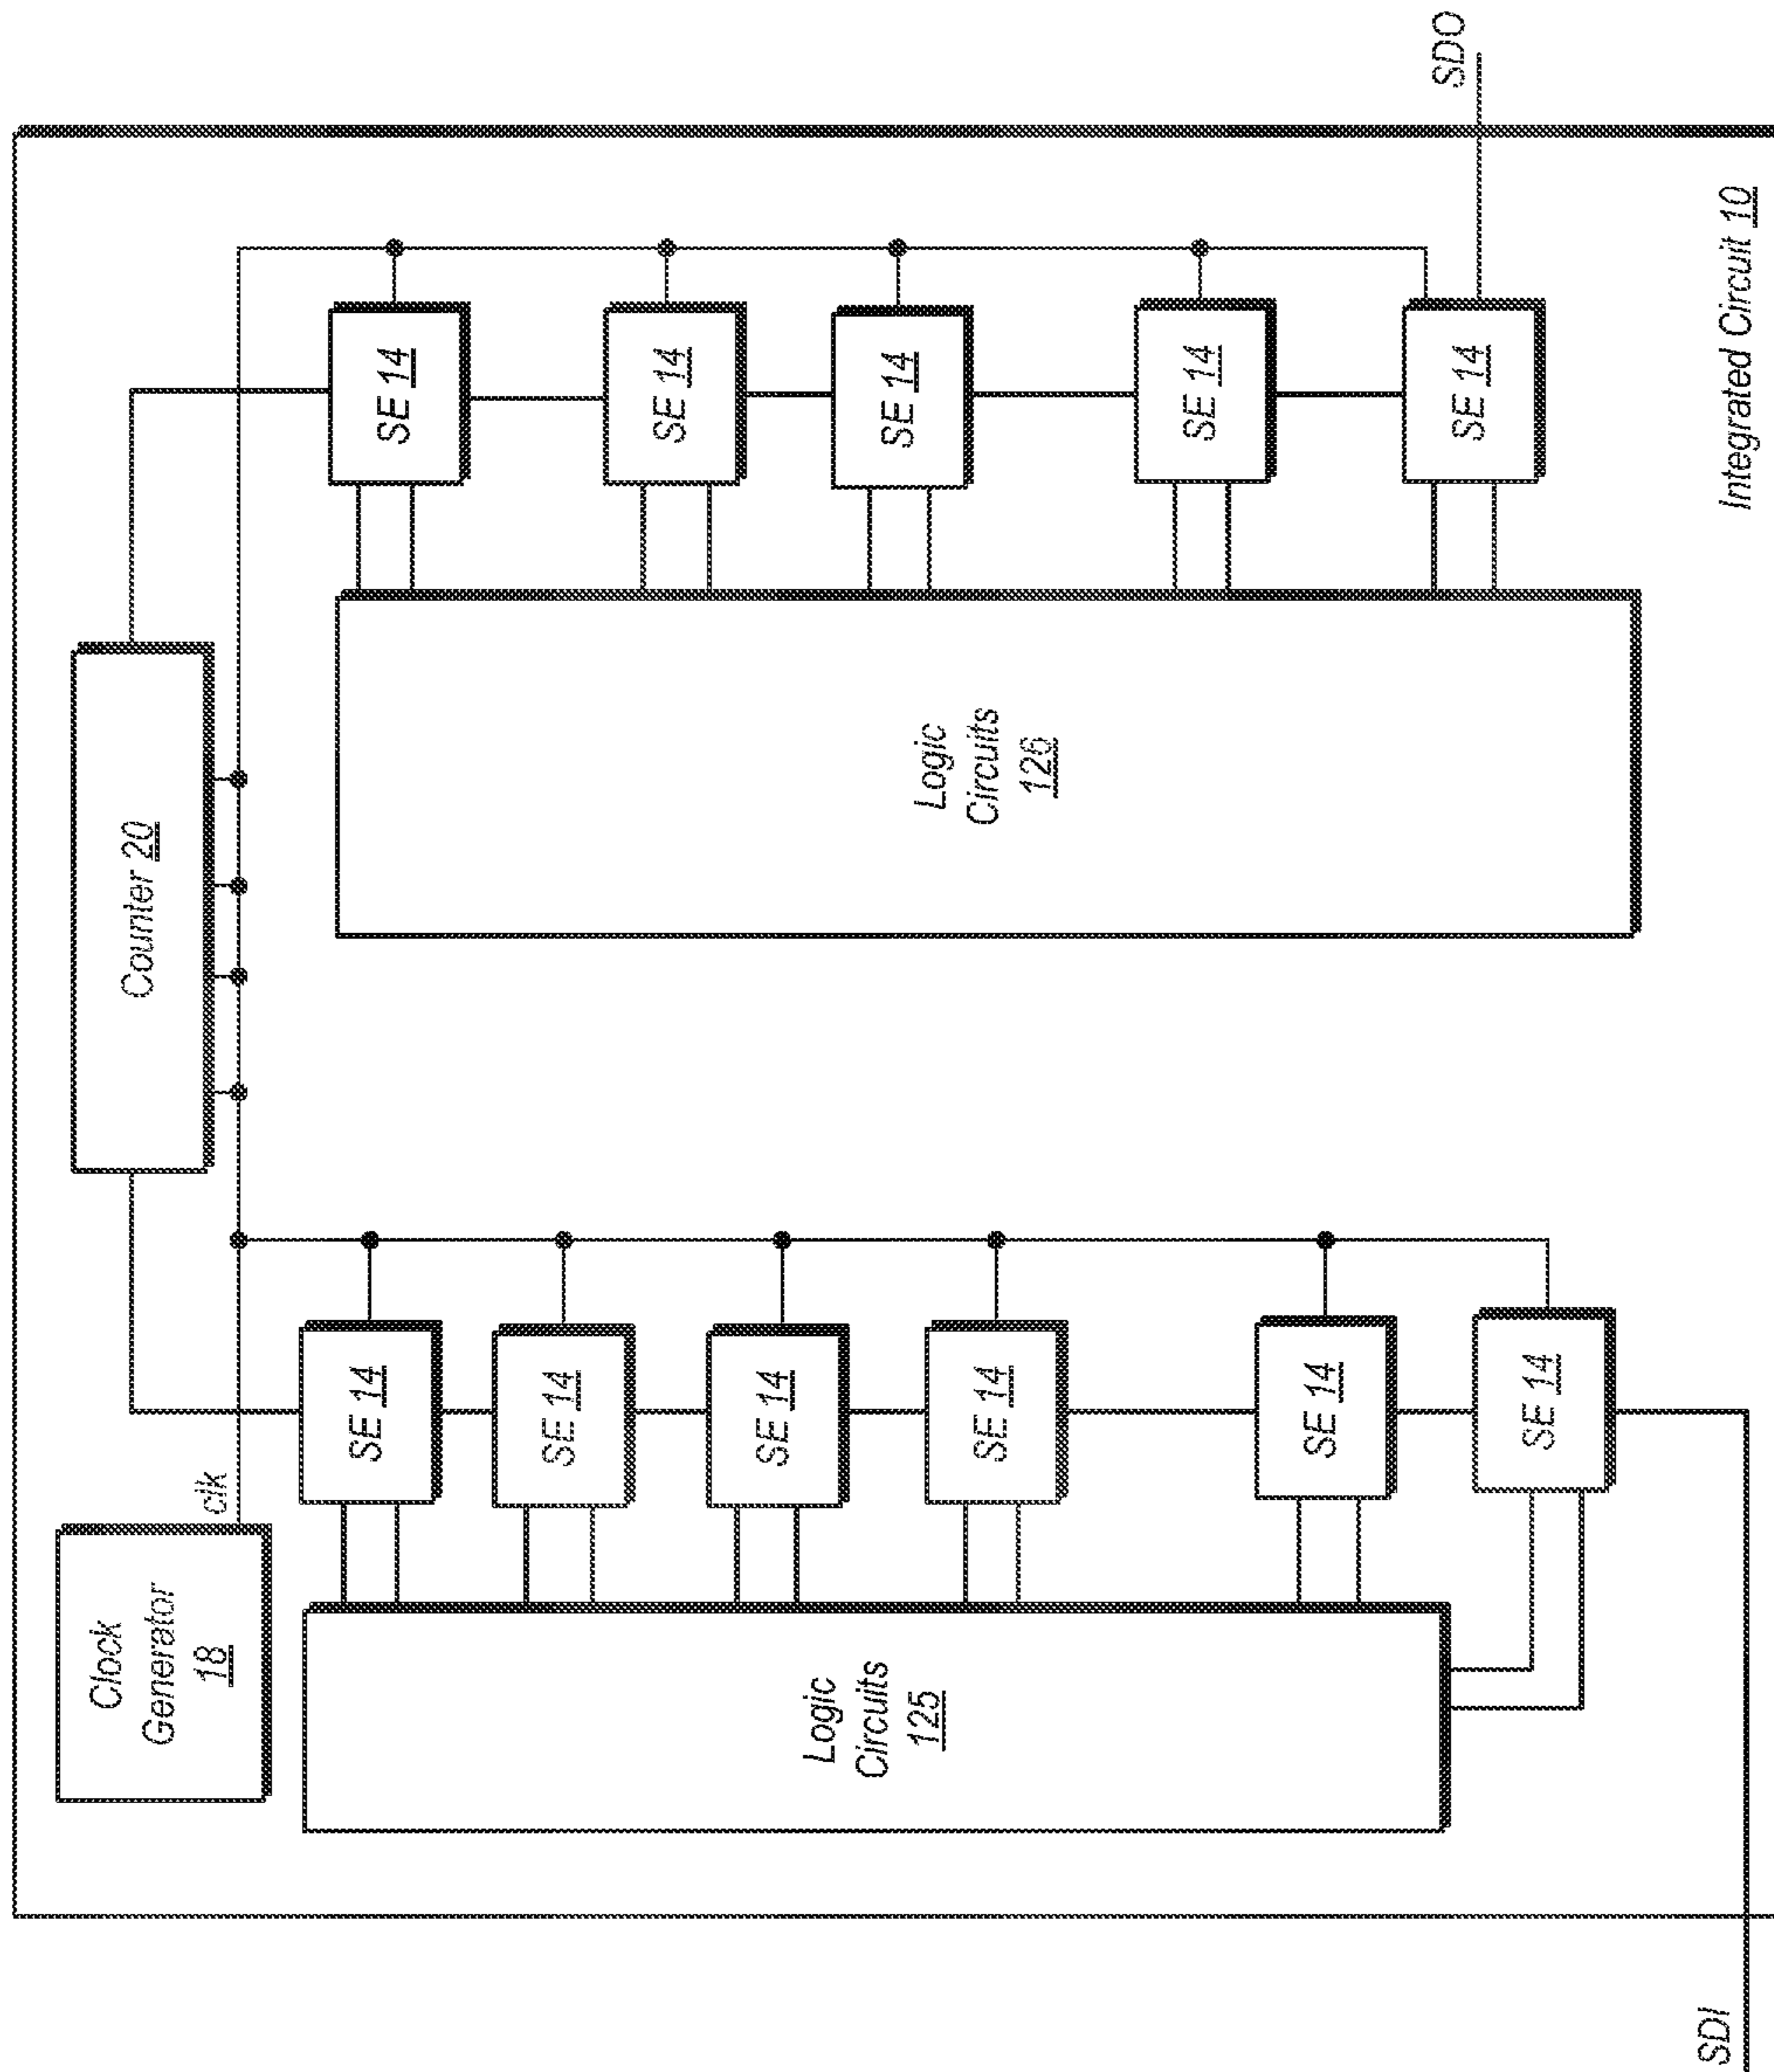 Clock
Generator
18
clk
Counter 20
SE 14
SE 14
SE 14
SE 14
SE 14
SE 14
Logic
Circuits
125
Logic
Circuits
126
SE 14
SE 14
SE 14
SE 14
SE 14
SDO
SDI
Integrated Circuit 10